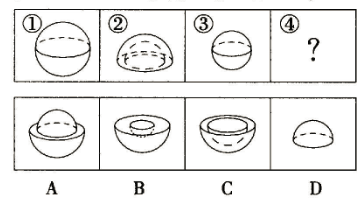 ① ② ③ ④
?
A B C D